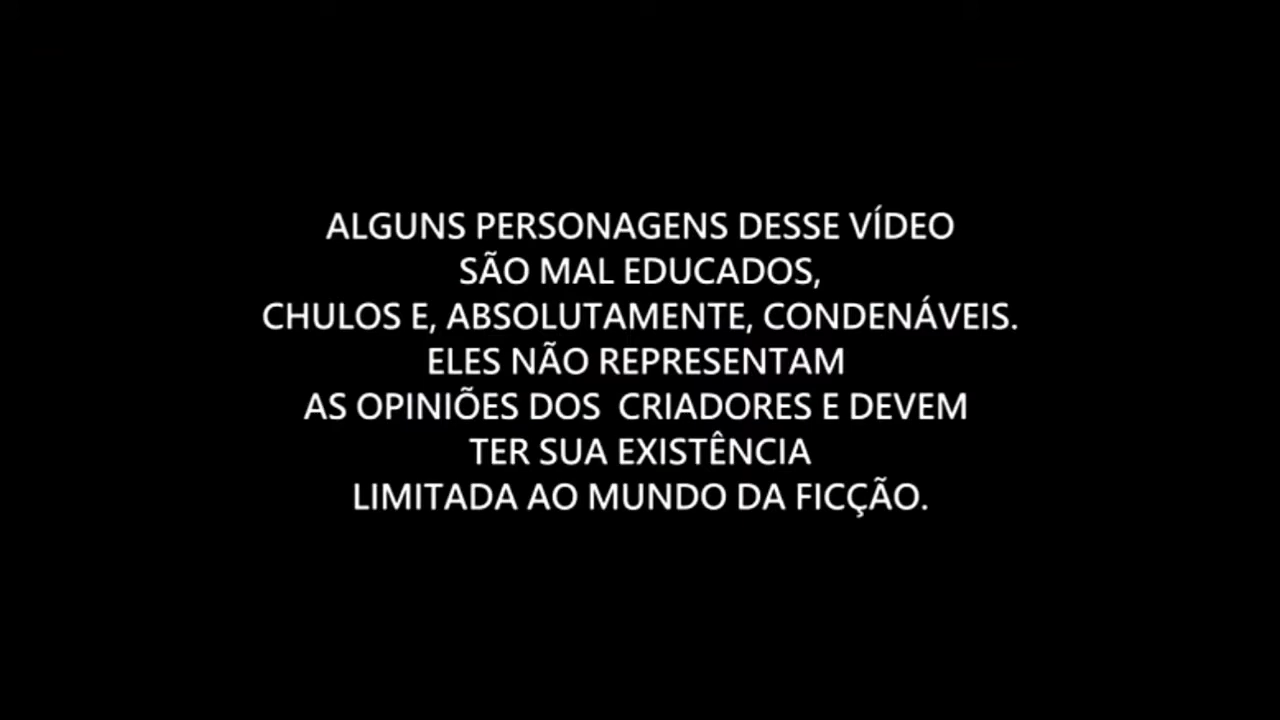 ALGUNS PERSONAGENS DESSE VÍDEO
SÃO MAL EDUCADOS,
CHULOS E, ABSOLUTAMENTE, CONDENÁVEIS.
ELES NÃO REPRESENTAM
AS OPINIÕES DOS CRIADORES E DEVEM
TER SUA EXISTÊNCIA
LIMITADA AO MUNDO DA FICÇÃO.